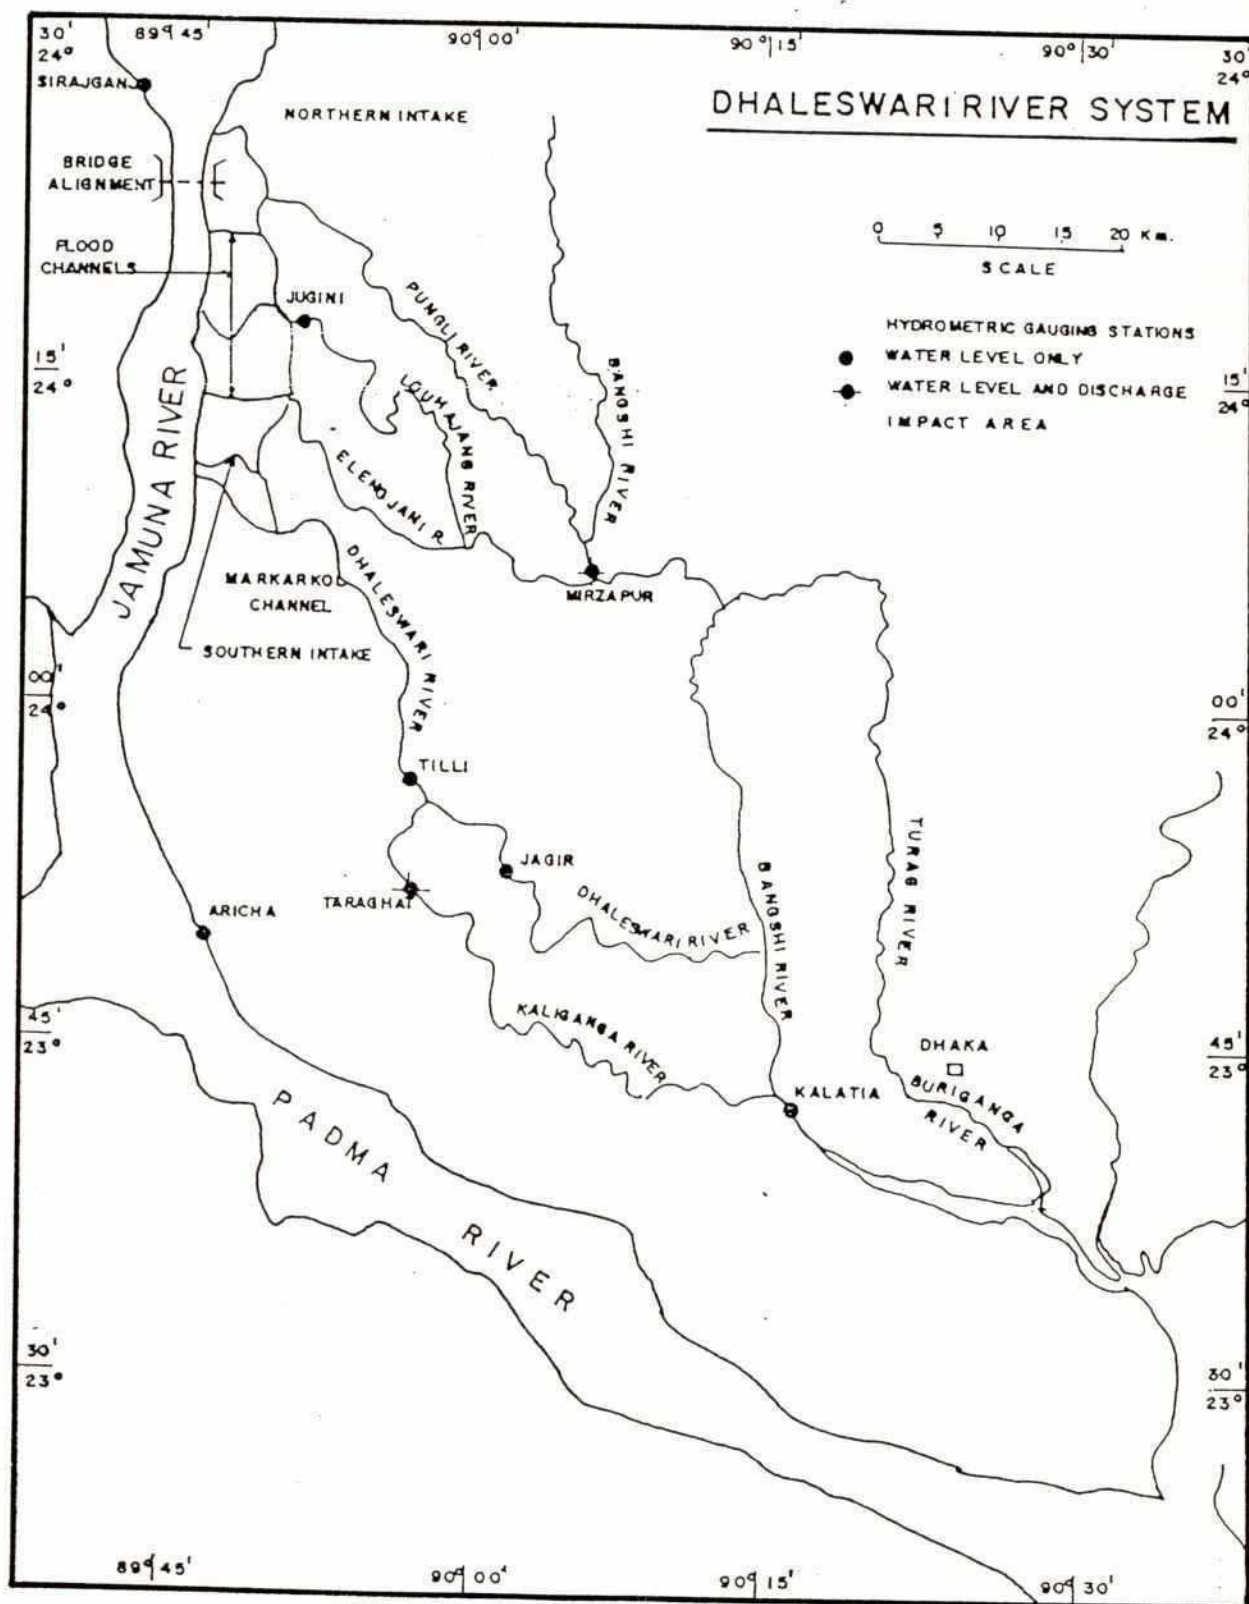 30'
24°
89° 45'
90° 00'
90° 15'
90° 30'
30'
24°
SIRAJGANJ
NORTHERN INTAKE
DHALESWARI RIVER SYSTEM
BRIDGE
ALIGNMENT
0 5 10 15 20 Km.
SCALE
FLOOD
CHANNELS
JUGINI
PUNGLI RIVER
HYDROMETRIC GAUGING STATIONS
WATER LEVEL ONLY
WATER LEVEL AND DISCHARGE
IMPACT AREA
15'
24°
15'
24°
BANGSHI RIVER
LOUHAJANG RIVER
JAMUNA RIVER
ELENGJANI R.
DHALESWARI RIVER
MARKARKOL
CHANNEL
MIRZAPUR
SOUTHERN INTAKE
00'
24°
00'
24°
TILLI
JAGIR
TURAG RIVER
TARAGHAT
ARICHA
DHALESWARI RIVER
BANGSHI RIVER
KALIGANGA RIVER
45'
23°
45'
23°
DHAKA
BURIGANGA
RIVER
KALATIA
PADMA
RIVER
30'
23°
30'
23°
89° 45'
90° 00'
90° 15'
90° 30'